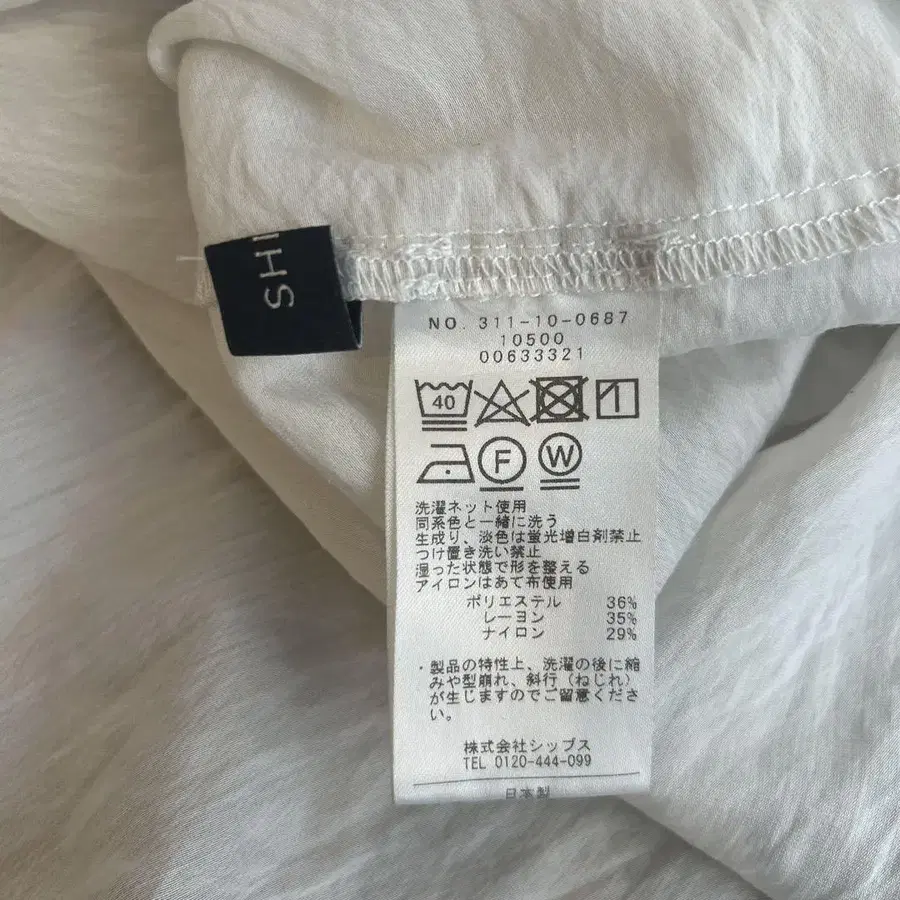 SHI
NO. 311-10-0687
10500
00633321
40
F W
洗濯ネット使用
同系色と一緒に洗う
生成り、淡色は蛍光増白剤禁止
つけ置き洗い禁止
湿った状態で形を整える
アイロンはあて布使用
ポリエステル 36%
レーヨン 35%
ナイロン 29%
・製品の特性上、洗濯の後に縮
みや型崩れ、斜行(ねじれ)
が生じますのでご留意くださ
い。
株式会社シップス
TEL 0120-444-099
日本製